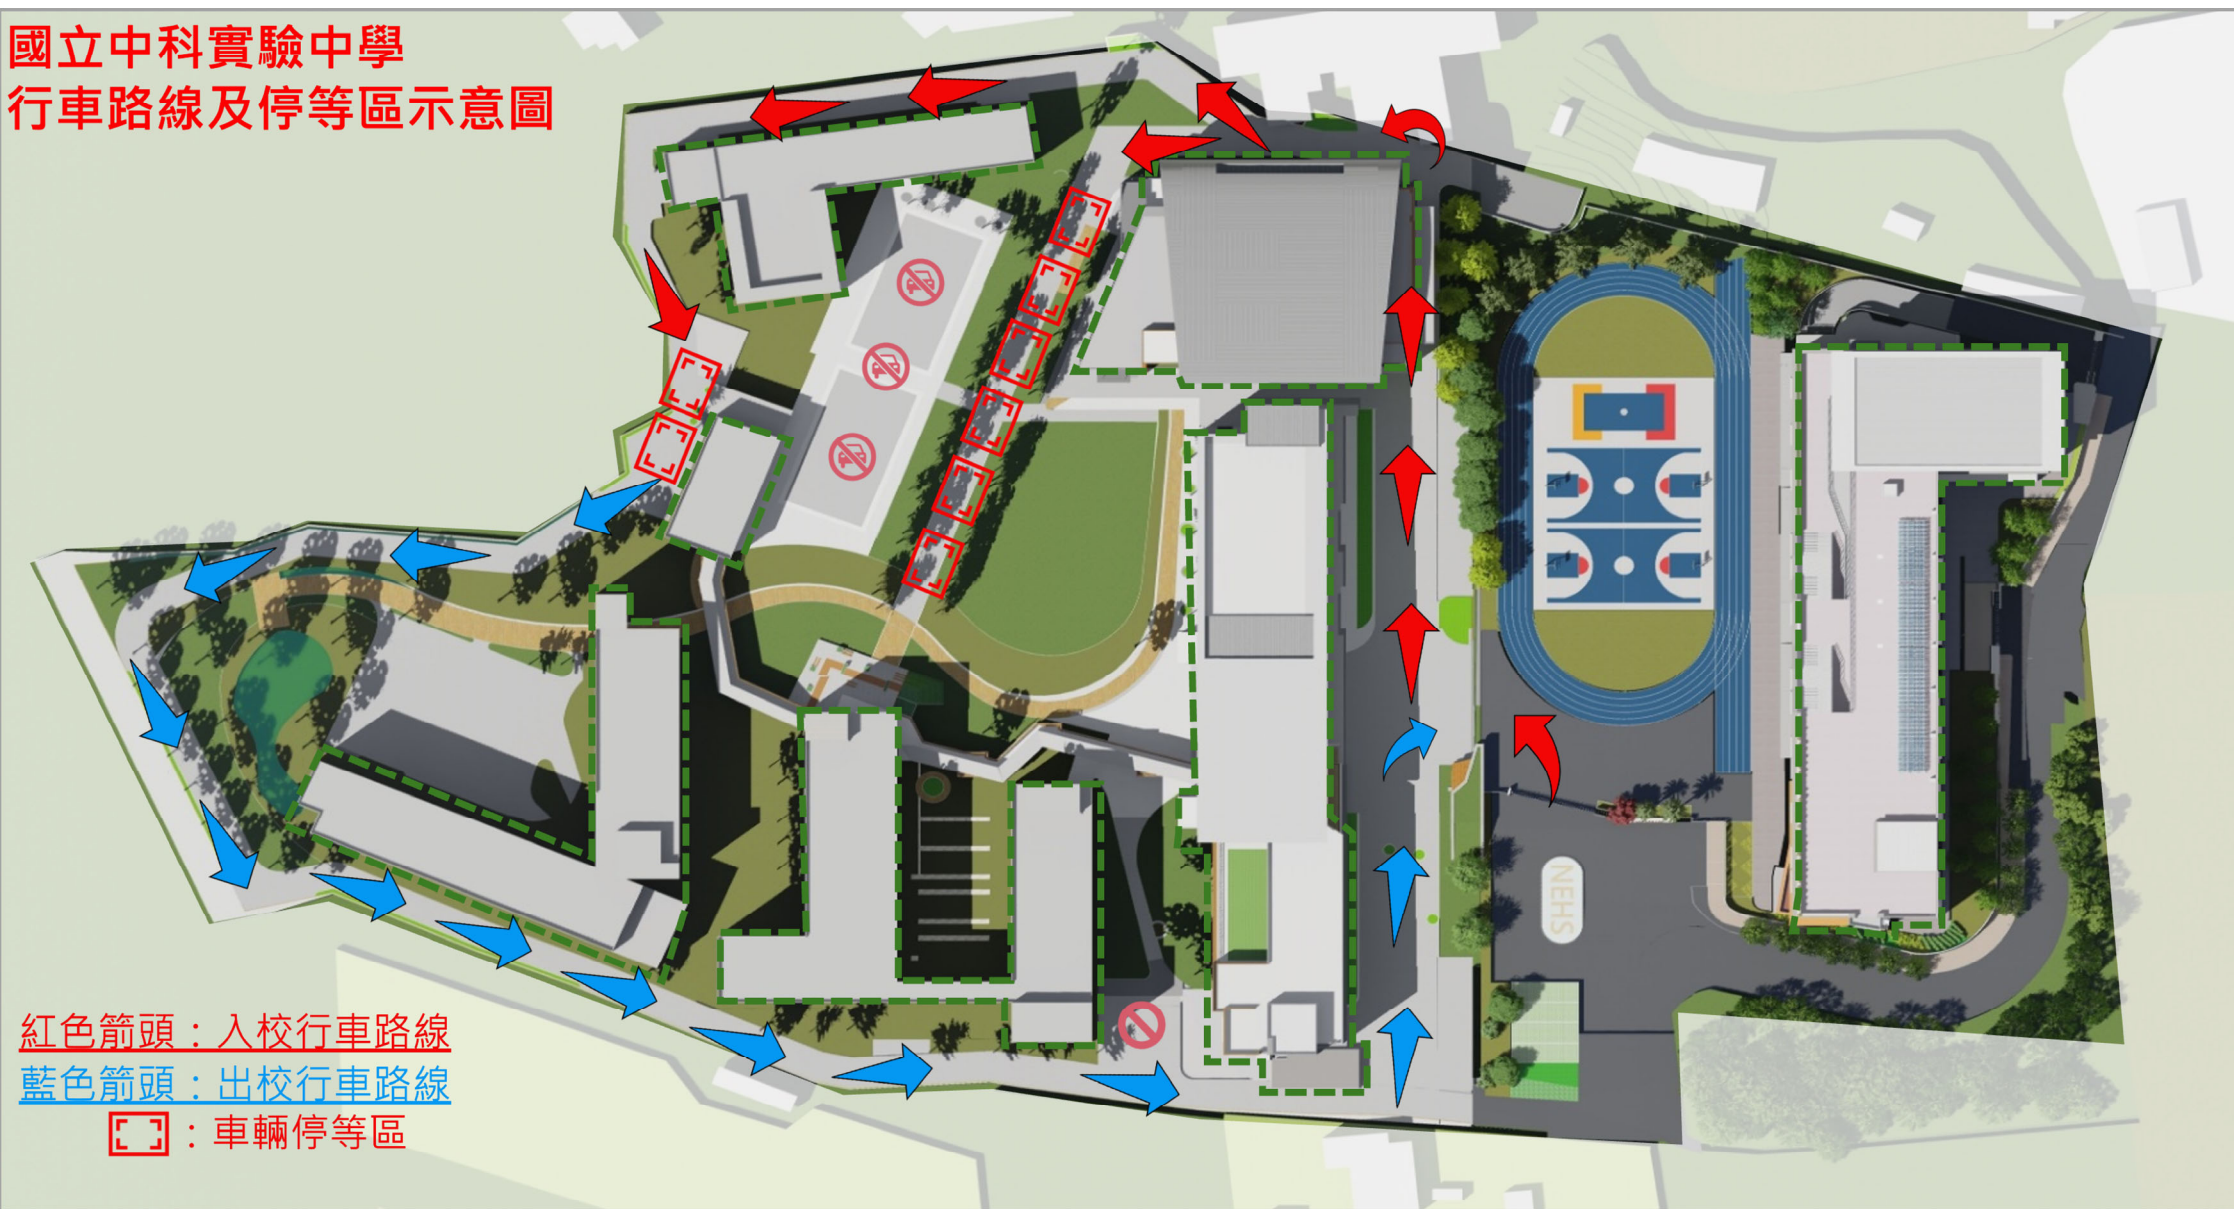 國立中科實驗中學
行車路線及停等區示意圖
NEHS
紅色箭頭：入校行車路線
藍色箭頭：出校行車路線
：車輛停等區